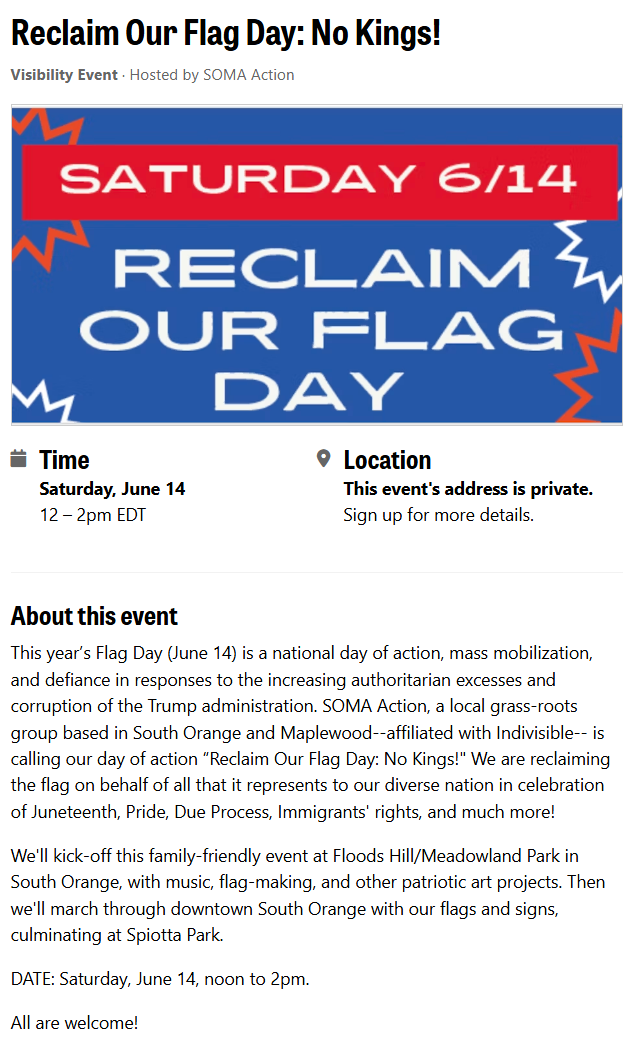 Reclaim Our Flag Day: No Kings!
Visibility Event · Hosted by SOMA Action
SATURDAY 6/14
RECLAIM
OUR FLAG
DAY
Time
Saturday, June 14
12 – 2pm EDT
Location
This event's address is private.
Sign up for more details.
About this event
This year’s Flag Day (June 14) is a national day of action, mass mobilization,
and defiance in responses to the increasing authoritarian excesses and
corruption of the Trump administration. SOMA Action, a local grass-roots
group based in South Orange and Maplewood--affiliated with Indivisible-- is
calling our day of action “Reclaim Our Flag Day: No Kings!" We are reclaiming
the flag on behalf of all that it represents to our diverse nation in celebration
of Juneteenth, Pride, Due Process, Immigrants' rights, and much more!
We'll kick-off this family-friendly event at Floods Hill/Meadowland Park in
South Orange, with music, flag-making, and other patriotic art projects. Then
we'll march through downtown South Orange with our flags and signs,
culminating at Spiotta Park.
DATE: Saturday, June 14, noon to 2pm.
All are welcome!